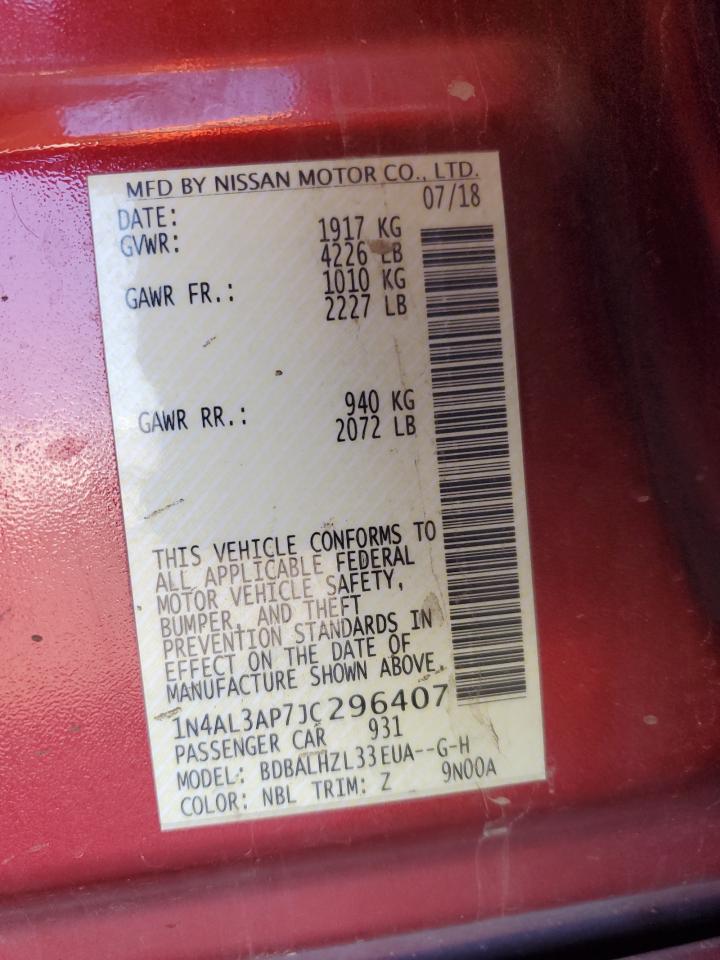 MFD BY NISSAN MOTOR CO., LTD.
DATE: 07/18
GVWR: 1917 KG
4226 LB
GAWR FR.: 1010 KG
2227 LB
GAWR RR.: 940 KG
2072 LB
THIS VEHICLE CONFORMS TO
ALL APPLICABLE FEDERAL
MOTOR VEHICLE SAFETY,
BUMPER, AND THEFT
PREVENTION STANDARDS IN
EFFECT ON THE DATE OF
MANUFACTURE SHOWN ABOVE.
1N4AL3AP7JC296407
PASSENGER CAR 931
MODEL: BDBALHZL33EUA--G-H
COLOR: NBL TRIM: Z 9N00A